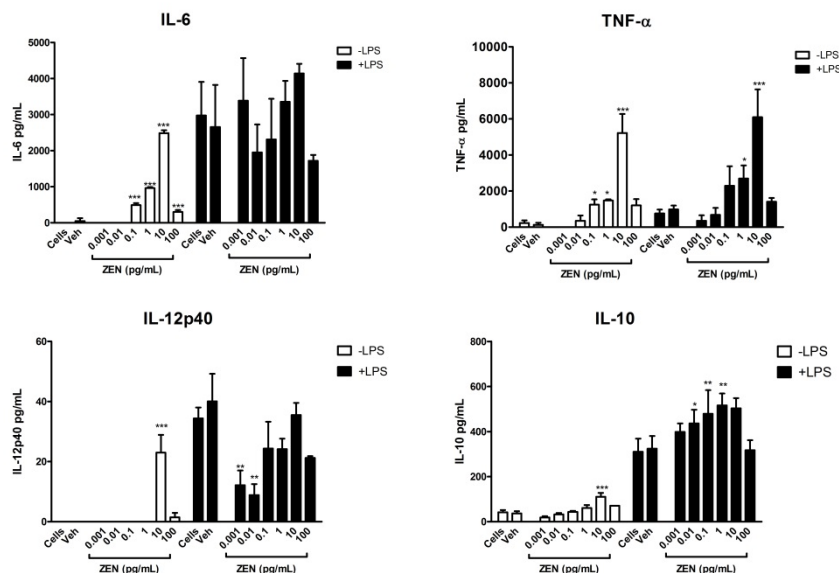 IL-6
5000
4000
3000
2000
1000
0
IL-6 pg/mL
*** *** *** ***
-LPS
+LPS
Cells Veh 0.001 0.01 0.1 1 10 100 Cells Veh 0.001 0.01 0.1 1 10 100
ZEN (pg/mL) ZEN (pg/mL)
TNF-α
10000
8000
6000
4000
2000
0
TNF-α pg/mL
* * *** * ***
-LPS
+LPS
Cells Veh 0.001 0.01 0.1 1 10 100 Cells Veh 0.001 0.01 0.1 1 10 100
ZEN (pg/mL) ZEN (pg/mL)
IL-12p40
60
40
20
0
IL-12p40 pg/mL
*** ** **
-LPS
+LPS
Cells Veh 0.001 0.01 0.1 1 10 100 Cells Veh 0.001 0.01 0.1 1 10 100
ZEN (pg/mL) ZEN (pg/mL)
IL-10
800
600
400
200
0
IL-10 pg/mL
*** * ** **
-LPS
+LPS
Cells Veh 0.001 0.01 0.1 1 10 100 Cells Veh 0.001 0.01 0.1 1 10 100
ZEN (pg/mL) ZEN (pg/mL)